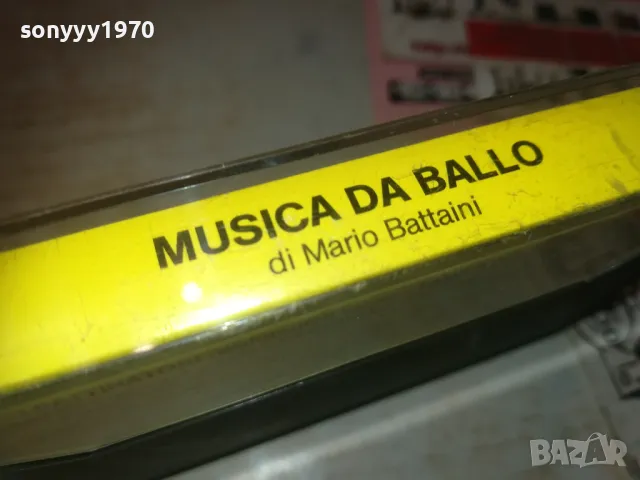 sonyyy1970
MUSICA DA BALLO
di Mario Battaini
BAZAR